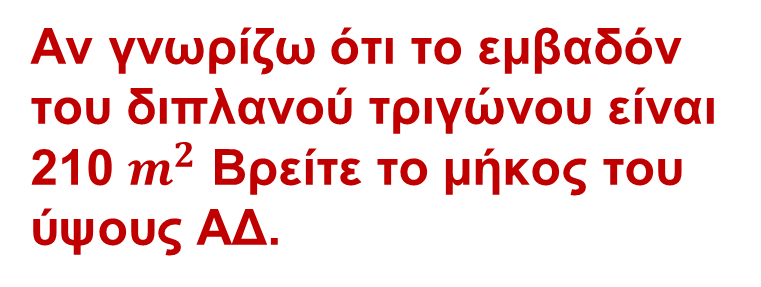 Αν γνωρίζω ότι το εμβαδόν
του διπλανού τριγώνου είναι
210 𝒎² Βρείτε το μήκος του
ύψους ΑΔ.